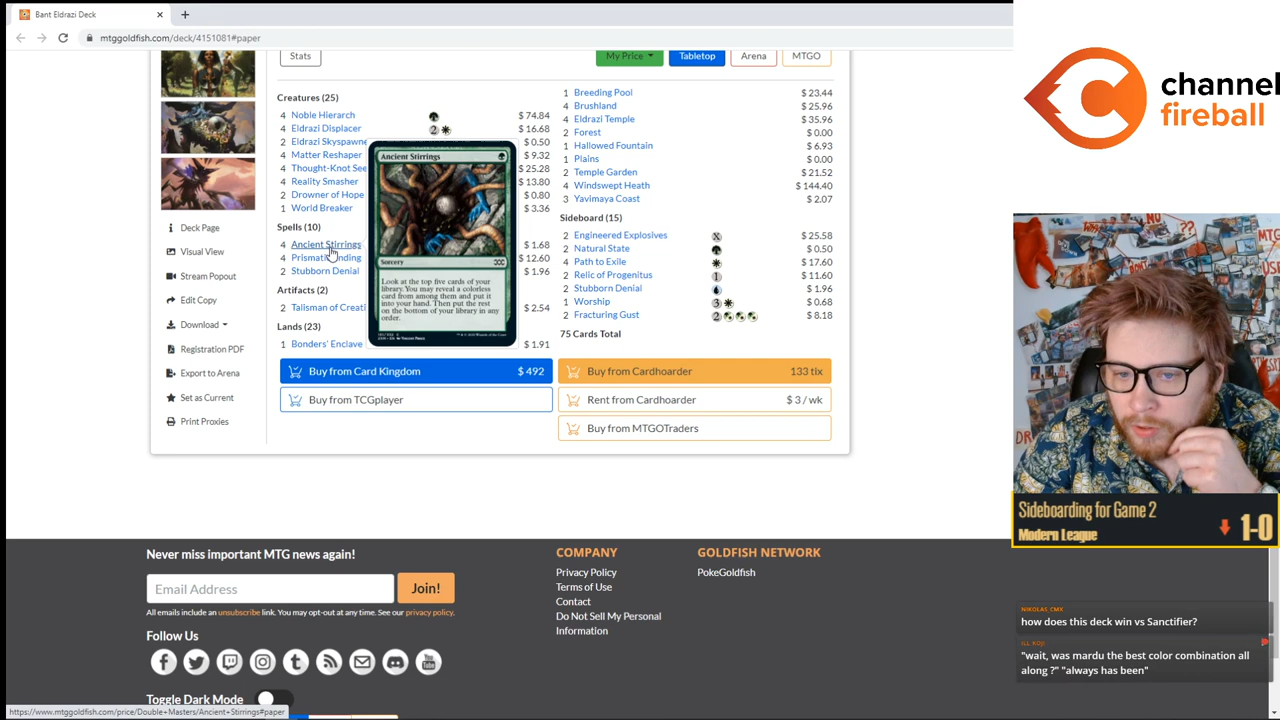 Bant Eldrazi Deck
mtggoldfish.com/deck/4151081#paper
channel
fireball
Stats
My Price
Tabletop
Arena
MTGO
Creatures (25)
4 Noble Hierarch $ 74.84
4 Eldrazi Displacer 2 $ 16.68
2 Eldrazi Skyspawne $ 0.50
4 Matter Reshaper $ 9.32
4 Thought-Knot See $ 25.28
4 Reality Smasher $ 13.80
2 Drowner of Hope $ 0.80
1 World Breaker $ 3.36
Spells (10)
4 Ancient Stirrings $ 1.68
4 Prismati nding $ 12.60
2 Stubborn Denial $ 1.96
Artifacts (2)
2 Talisman of Creati $ 2.54
Lands (23)
1 Bonders' Enclave $ 1.91
Ancient Stirrings
Sorcery
Look at the top five cards of your
library. You may reveal a colorless
card from among them and put it
into your hand. Then put the rest
on the bottom of your library in any
order.
1 Breeding Pool $ 23.44
4 Brushland $ 25.96
4 Eldrazi Temple $ 35.96
2 Forest $ 0.00
1 Hallowed Fountain $ 6.93
1 Plains $ 0.00
2 Temple Garden $ 21.52
4 Windswept Heath $ 144.40
3 Yavimaya Coast $ 2.07
Sideboard (15)
2 Engineered Explosives X $ 25.58
2 Natural State $ 0.50
4 Path to Exile $ 17.60
2 Relic of Progenitus 1 $ 11.60
2 Stubborn Denial $ 1.96
1 Worship 3 $ 0.68
2 Fracturing Gust 2 $ 8.18
75 Cards Total
Deck Page
Visual View
Stream Popout
Edit Copy
Download
Registration PDF
Export to Arena
Set as Current
Print Proxies
Buy from Card Kingdom $ 492
Buy from TCGplayer
Buy from Cardhoarder 133 tix
Rent from Cardhoarder $ 3 / wk
Buy from MTGOTraders
Sideboarding for Game 2
Modern League 1-0
Never miss important MTG news again!
Email Address Join!
All emails include an unsubscribe link. You may opt-out at any time. See our privacy policy.
Follow Us
Toggle Dark Mode
COMPANY
Privacy Policy
Terms of Use
Contact
Do Not Sell My Personal
Information
GOLDFISH NETWORK
PokeGoldfish
NIKOLAS CMX
how does this deck win vs Sanctifier?
ILL KOJI
"wait, was mardu the best color combination all
along ?" "always has been"
https://www.mtggoldfish.com/price/Double+Masters/Ancient+Stirrings#paper